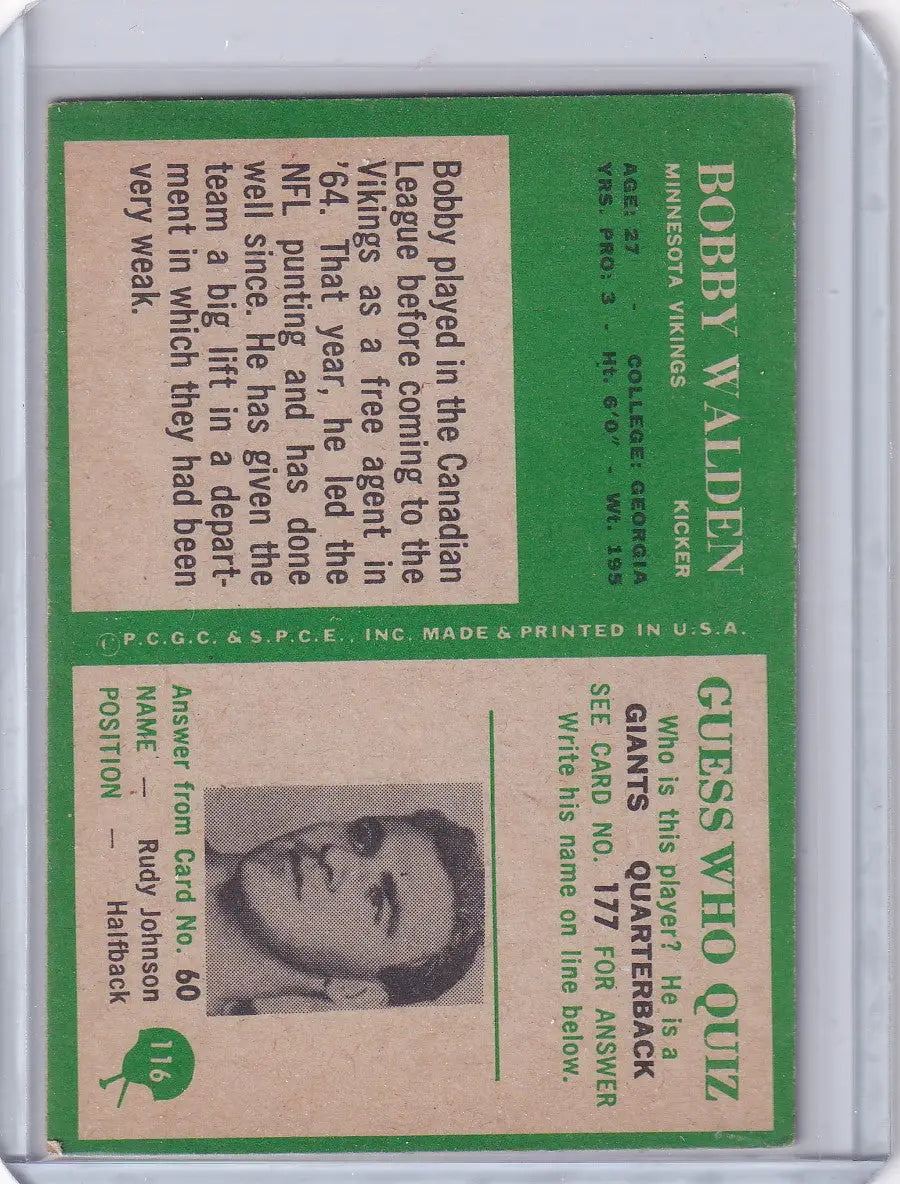 BOBBY WALDEN
MINNESOTA VIKINGS KICKER
AGE: 27 - COLLEGE: GEORGIA
YRS. PRO: 3 - Ht. 6'0" - Wt. 195
Bobby played in the Canadian
League before coming to the
Vikings as a free agent in
'64. That year, he led the
NFL punting and has done
well since. He has given the
team a big lift in a depart-
ment in which they had been
very weak.
©P.C.G.C. & S.P.C.E., INC. MADE & PRINTED IN U.S.A.
GUESS WHO QUIZ
Who is this player? He is a
GIANTS QUARTERBACK
SEE CARD NO. 177 FOR ANSWER
Write his name on line below.
Answer from Card No. 60
NAME — Rudy Johnson
POSITION — Halfback
116